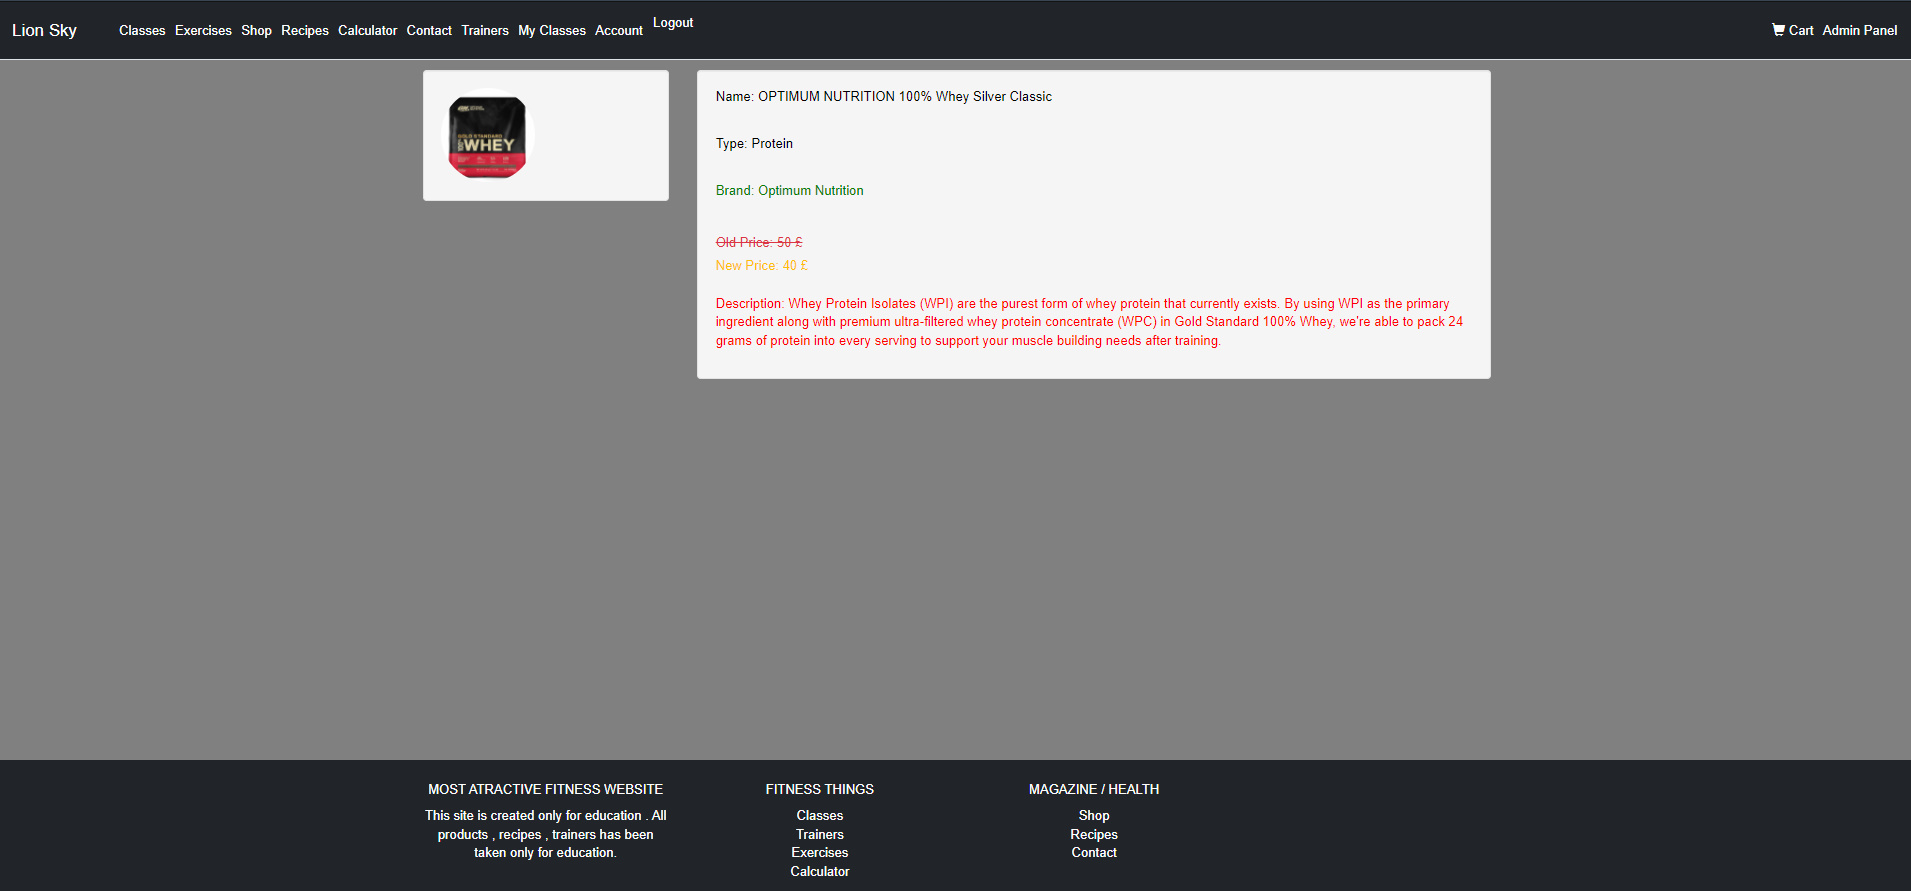 Lion Sky
Classes Exercises Shop Recipes Calculator Contact Trainers My Classes Account Logout
Cart Admin Panel
GOLD STANDARD
100% WHEY
Name: OPTIMUM NUTRITION 100% Whey Silver Classic
Type: Protein
Brand: Optimum Nutrition
Old Price: 50 £
New Price: 40 £
Description: Whey Protein Isolates (WPI) are the purest form of whey protein that currently exists. By using WPI as the primary
ingredient along with premium ultra-filtered whey protein concentrate (WPC) in Gold Standard 100% Whey, we're able to pack 24
grams of protein into every serving to support your muscle building needs after training.
MOST ATRACTIVE FITNESS WEBSITE
This site is created only for education . All
products , recipes , trainers has been
taken only for education.
FITNESS THINGS
Classes
Trainers
Exercises
Calculator
MAGAZINE / HEALTH
Shop
Recipes
Contact